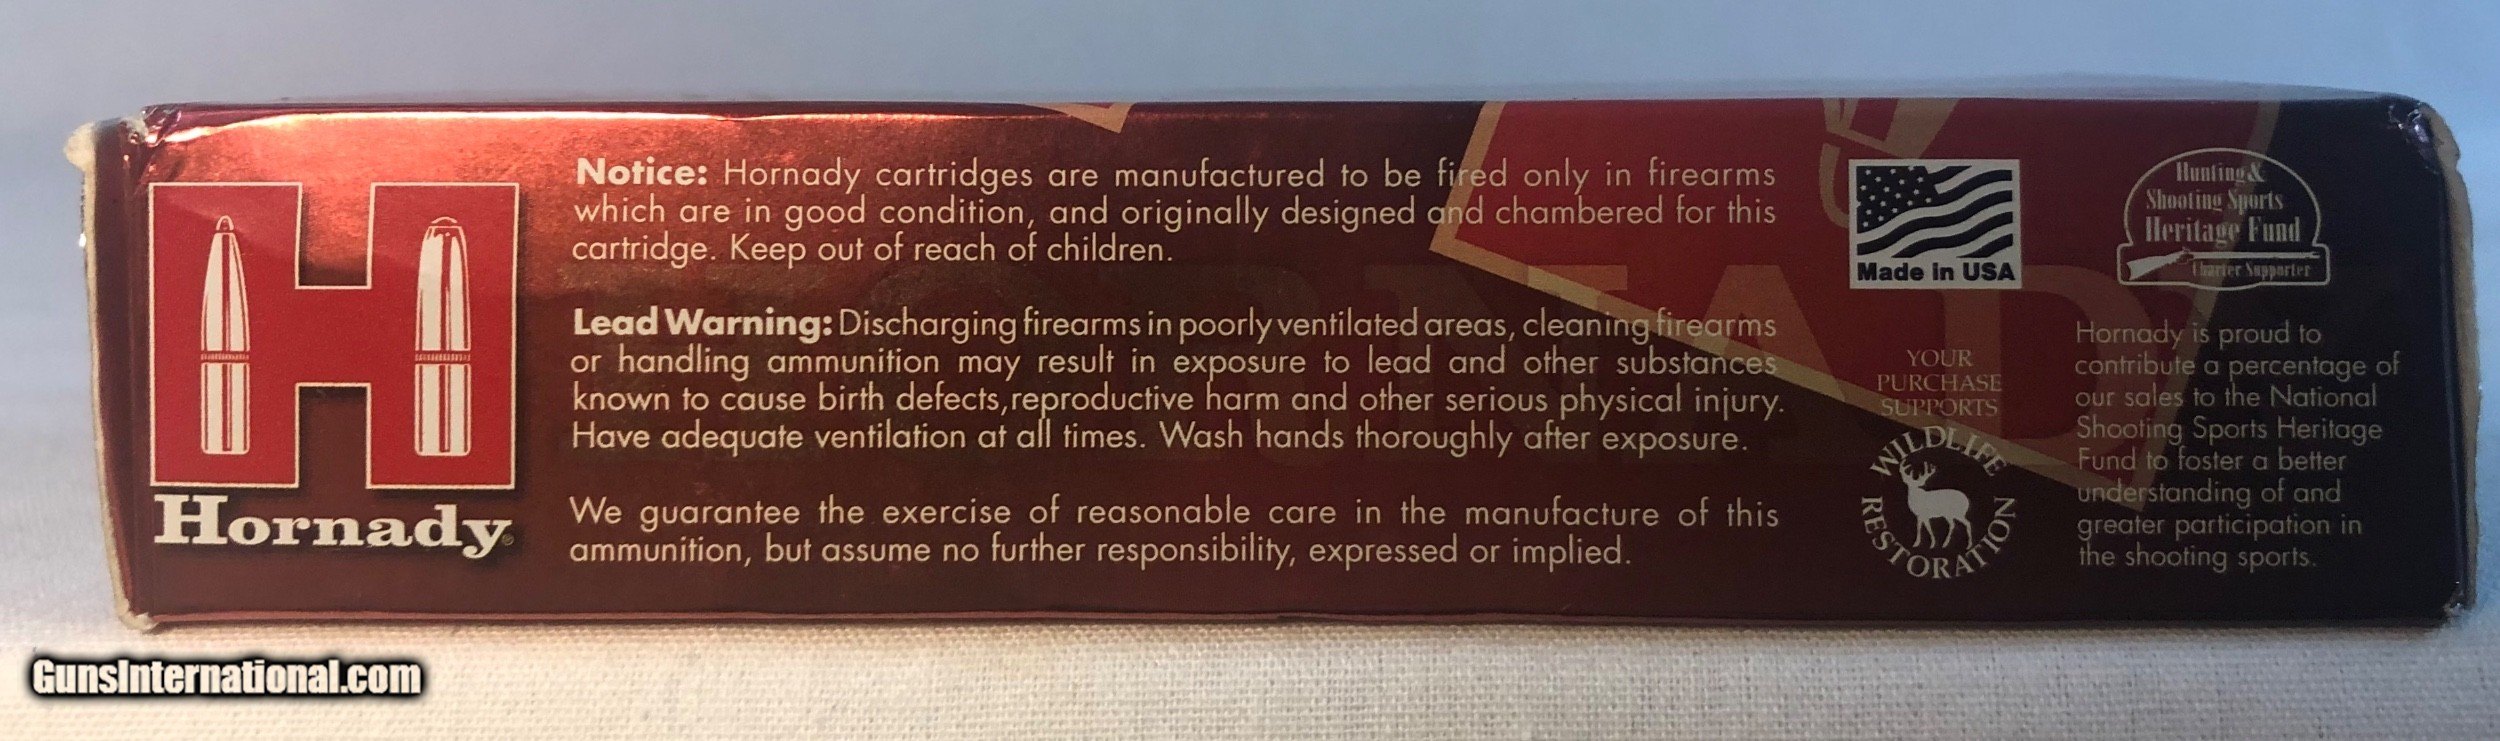 Hornady
Notice: Hornady cartridges are manufactured to be fired only in firearms
which are in good condition, and originally designed and chambered for this
cartridge. Keep out of reach of children.
Lead Warning: Discharging firearms in poorly ventilated areas, cleaning firearms
or handling ammunition may result in exposure to lead and other substances
known to cause birth defects, reproductive harm and other serious physical injury.
Have adequate ventilation at all times. Wash hands thoroughly after exposure.
We guarantee the exercise of reasonable care in the manufacture of this
ammunition, but assume no further responsibility, expressed or implied.
Made in USA
YOUR
PURCHASE
SUPPORTS
WILDLIFE
RESTORATION
Hunting &
Shooting Sports
Heritage Fund
Charter Supporter
Hornady is proud to
contribute a percentage of
our sales to the National
Shooting Sports Heritage
Fund to foster a better
understanding of and
greater participation in
the shooting sports.
GunsInternational.com